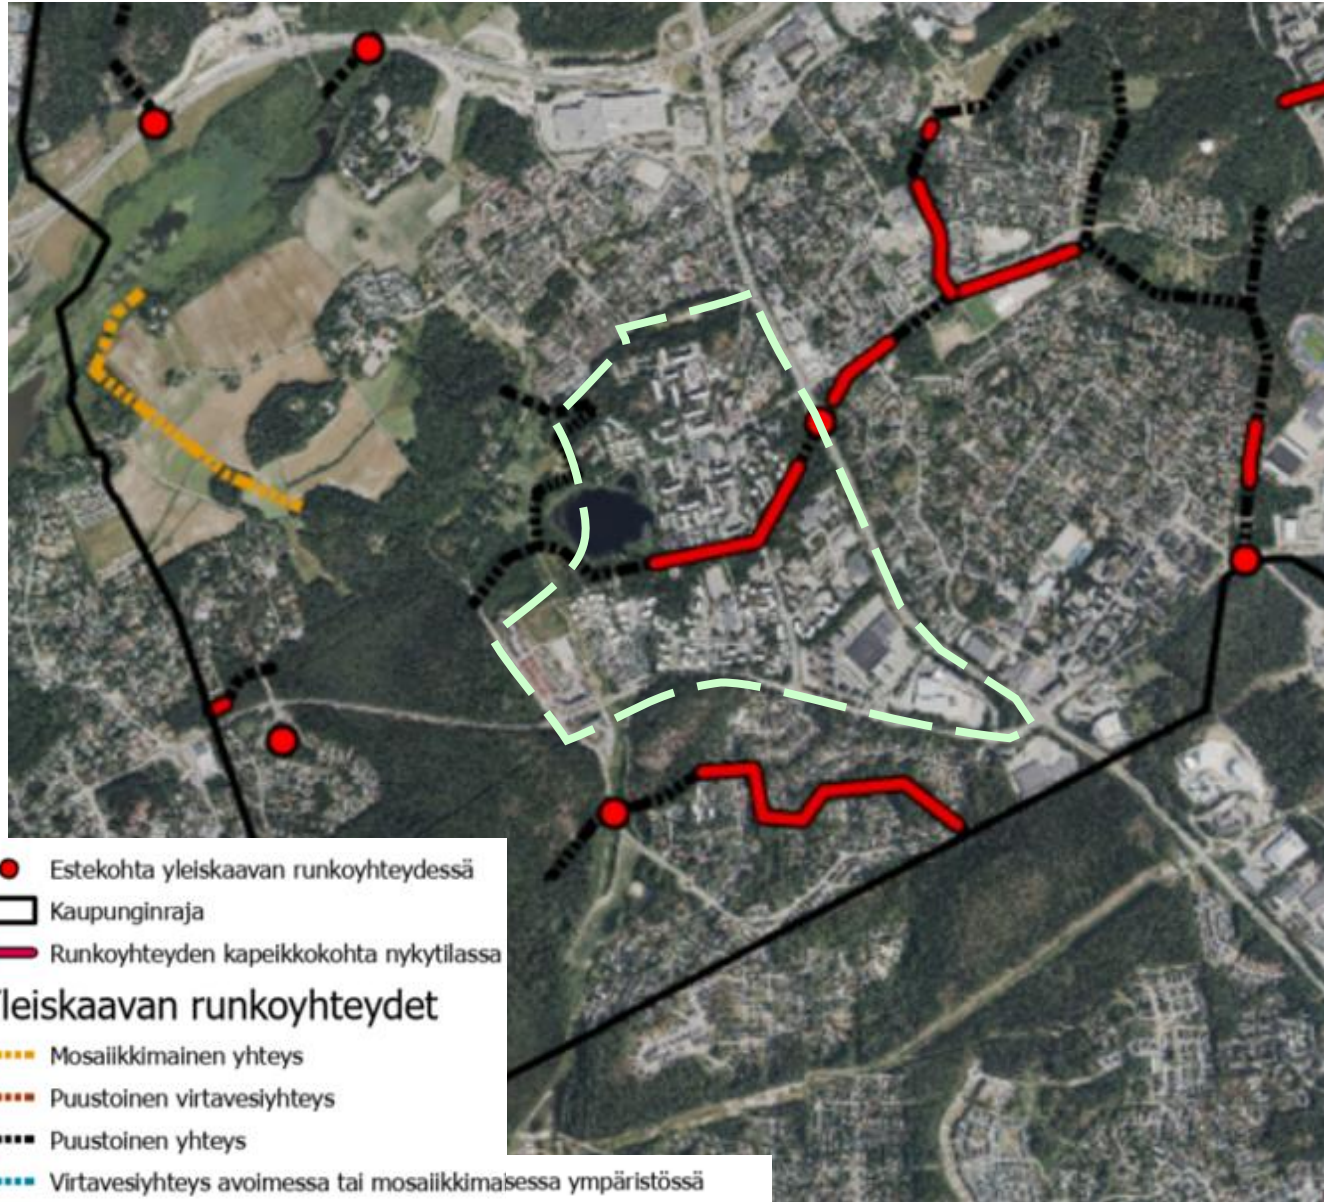 Estekohta yleiskaavan runkoyhteydessä
Kaupunginraja
Runkoyhteyden kapeikkokohta nykytilassa
leiskaavan runkoyhteydet
Mosaiikkimainen yhteys
Puustoinen virtavesiyhteys
Puustoinen yhteys
Virtavesiyhteys avoimessa tai mosaiikkimaisessa ympäristössä